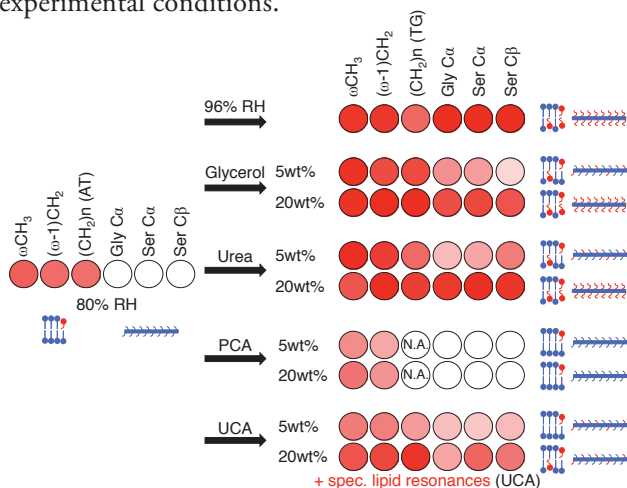 experimental conditions.
ωCH3
(ω-1)CH2
(CH2)n (TG)
Gly Cα
Ser Cα
Ser Cβ
96% RH
Glycerol
5wt%
20wt%
ωCH3
(ω-1)CH2
(CH2)n (AT)
Gly Cα
Ser Cα
Ser Cβ
80% RH
Urea
5wt%
20wt%
PCA
5wt%
N.A.
20wt%
N.A.
UCA
5wt%
20wt%
+ spec. lipid resonances (UCA)